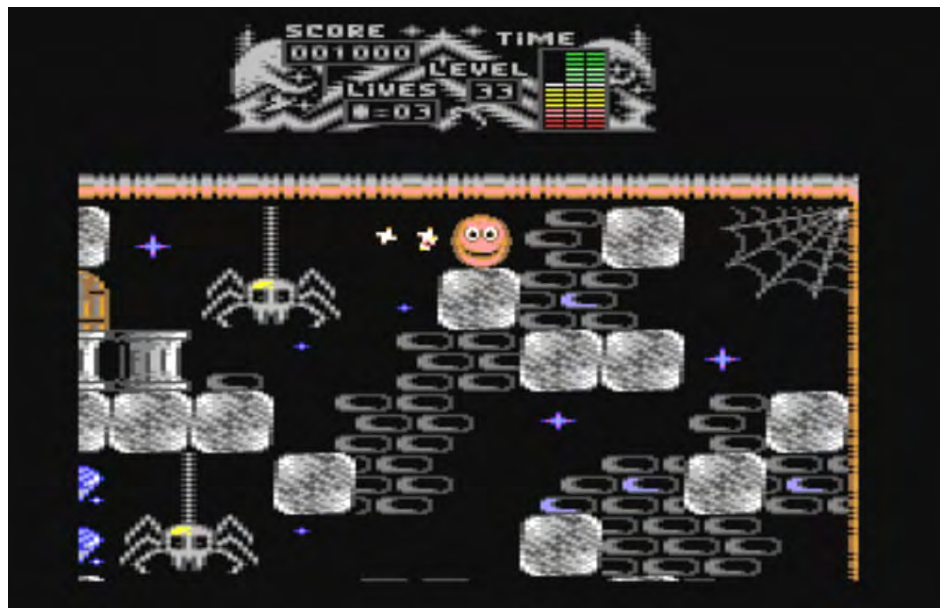 SCORE
TiME
001000
LEVEL
LiVES
33
=03